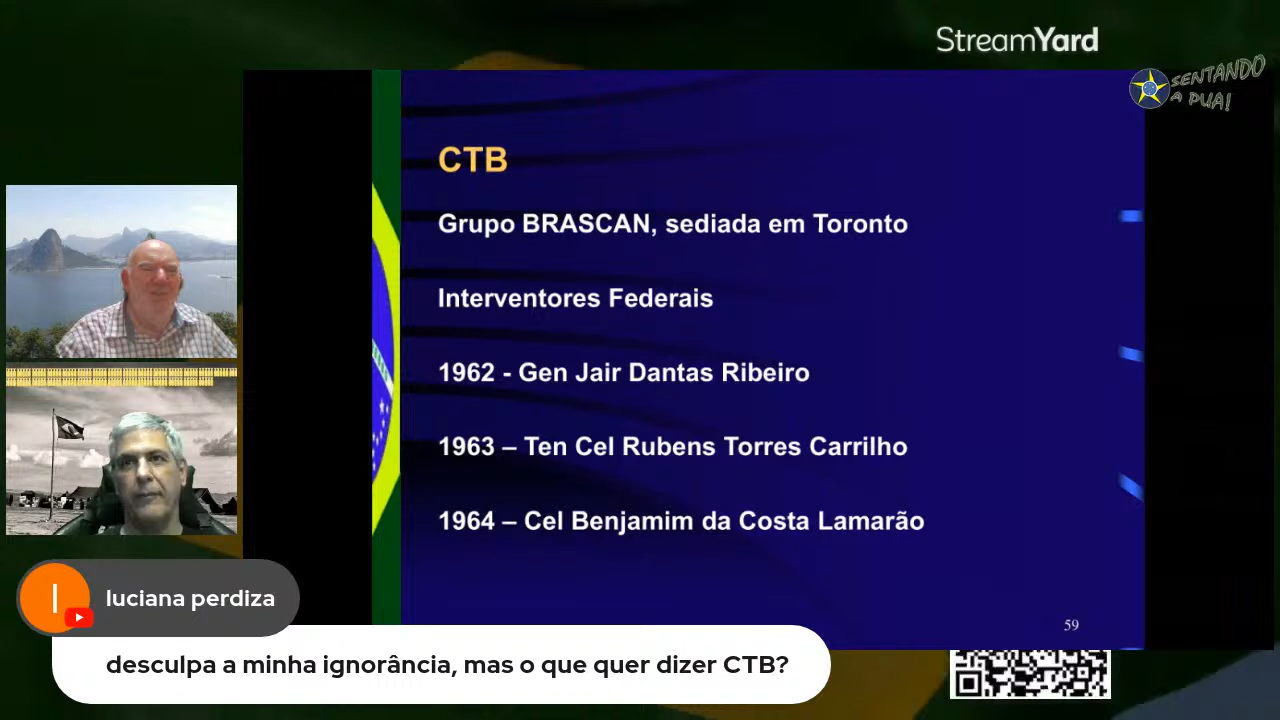 StreamYard
SENTANDO
A PUA!
CTB
Grupo BRASCAN, sediada em Toronto
Interventores Federais
1962 - Gen Jair Dantas Ribeiro
1963 – Ten Cel Rubens Torres Carrilho
1964 – Cel Benjamim da Costa Lamarão
59
l
luciana perdiza
desculpa a minha ignorância, mas o que quer dizer CTB?